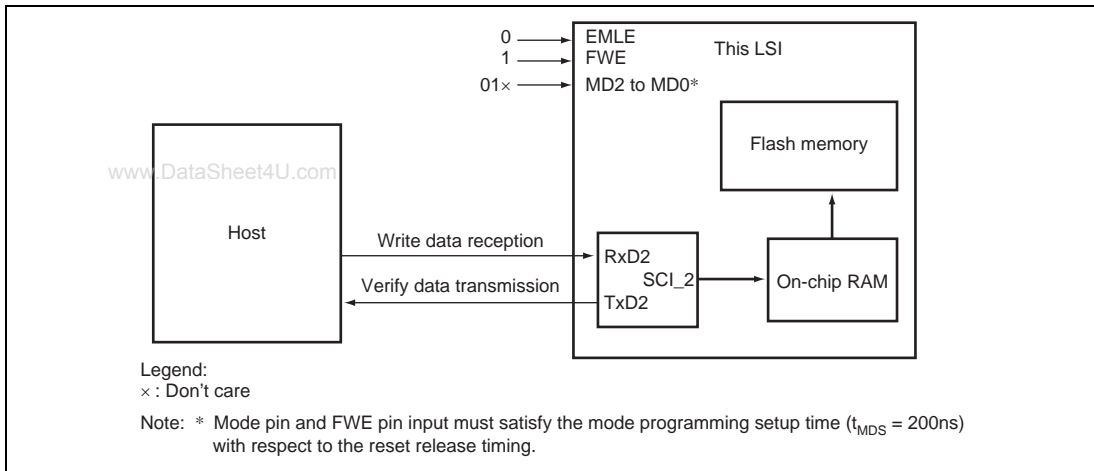 0
EMLE
This LSI
1
FWE
01×
MD2 to MD0*
Flash memory
www.DataSheet4U.com
Host
Write data reception
RxD2
SCI_2
On-chip RAM
Verify data transmission
TxD2
Legend:
× : Don't care
Note: * Mode pin and FWE pin input must satisfy the mode programming setup time (tMDS = 200ns)
with respect to the reset release timing.